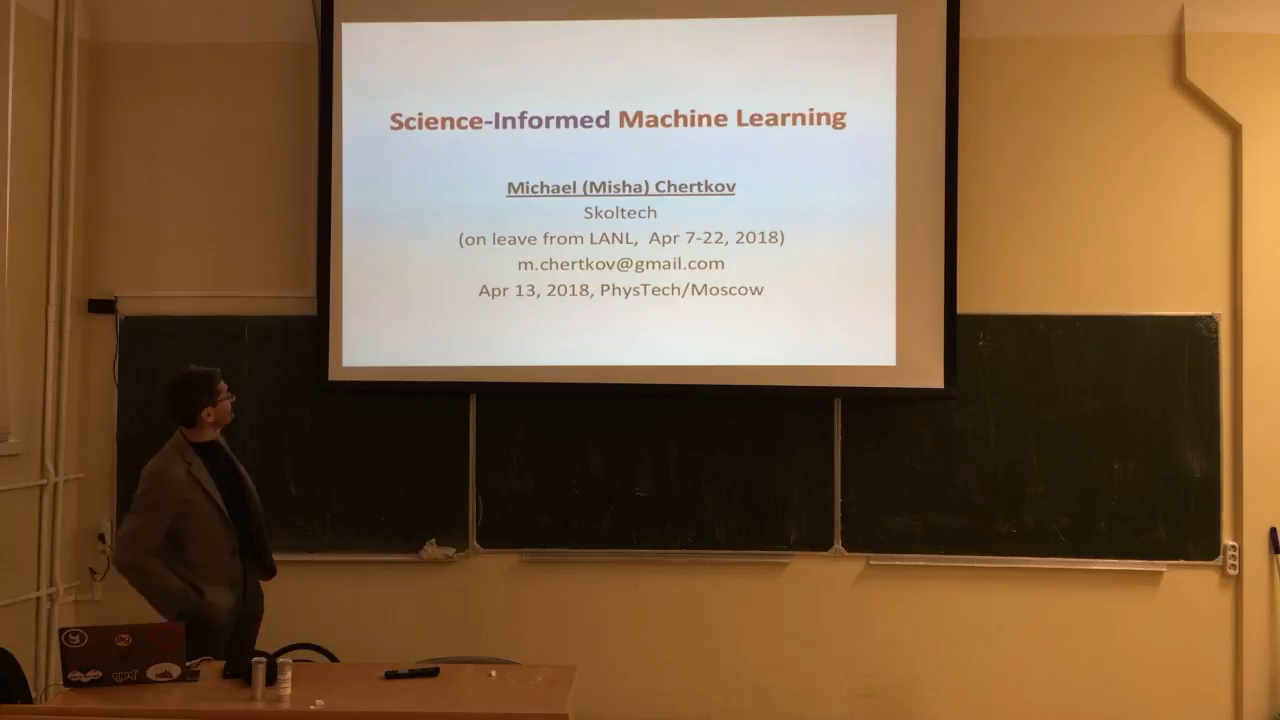 Science-Informed Machine Learning
Michael (Misha) Chertkov
Skoltech
(on leave from LANL, Apr 7-22, 2018)
m.chertkov@gmail.com
Apr 13, 2018, PhysTech/Moscow